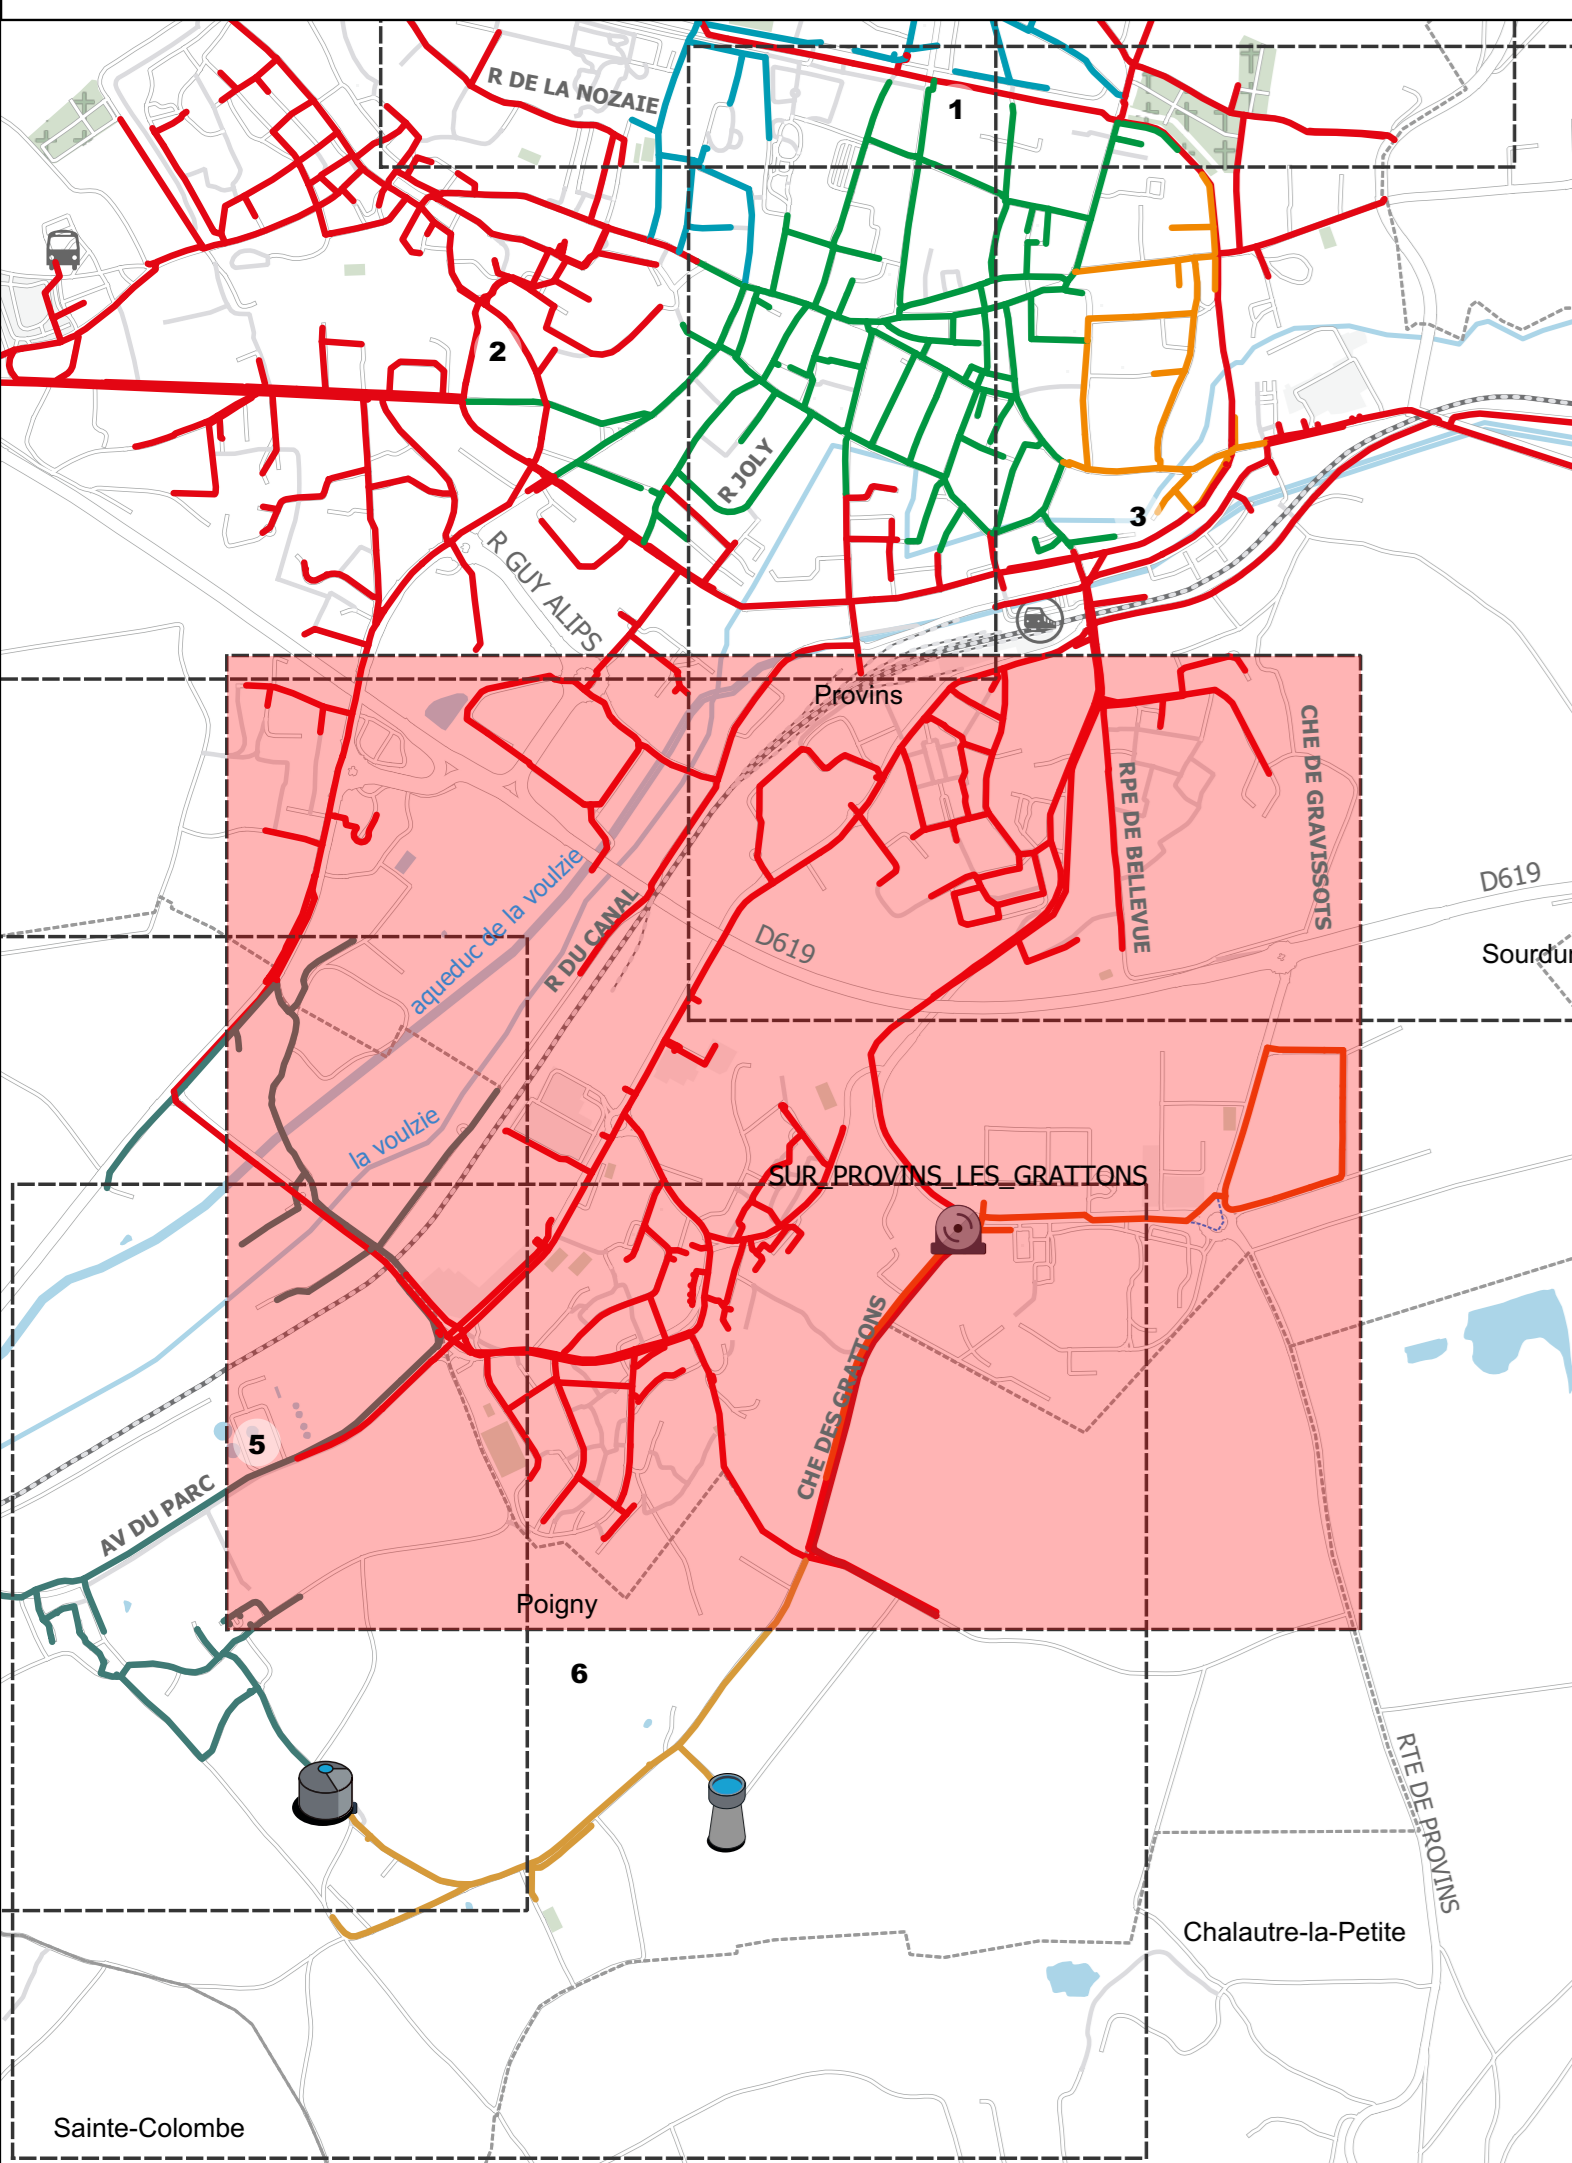 R DE LA NOZAIE
1
2
R JOLY
3
R GUY ALIPS
Provins
CHE DE GRAVISSOTS
RPE DE BELLEVUE
D619
aqueduc de la voulzie
R DU CANAL
D619
Sourdun
la voulzie
SUR_PROVINS_LES_GRATTONS
CHE DES GRATTONS
5
AV DU PARC
Poigny
6
RTE DE PROVINS
Chalautre-la-Petite
Sainte-Colombe